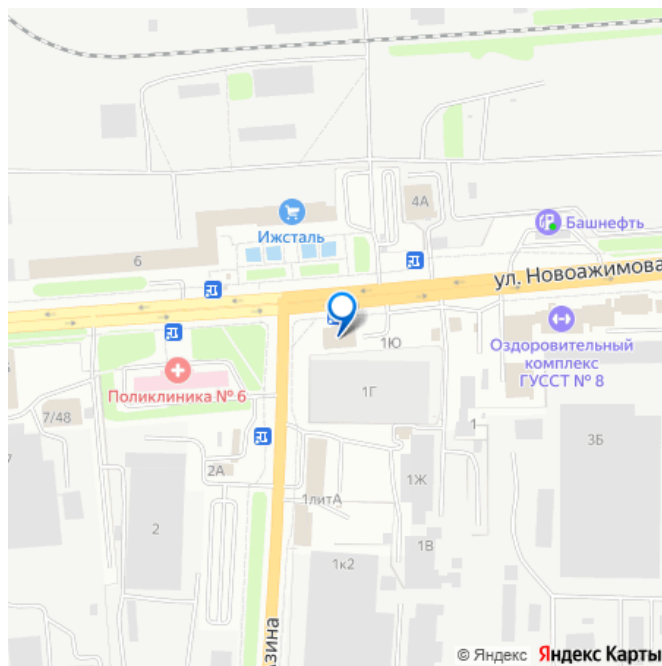 4А
Башнефть
Ижсталь
6
ул. Новоажимова
1Ю
Оздоровительный
комплекс
ГУССТ № 8
Поликлиника № 6
1Г
7/48
1
3Б
2А
1Ж
1литА
2
1В
1к2
зина
© Яндекс Яндекс Карты